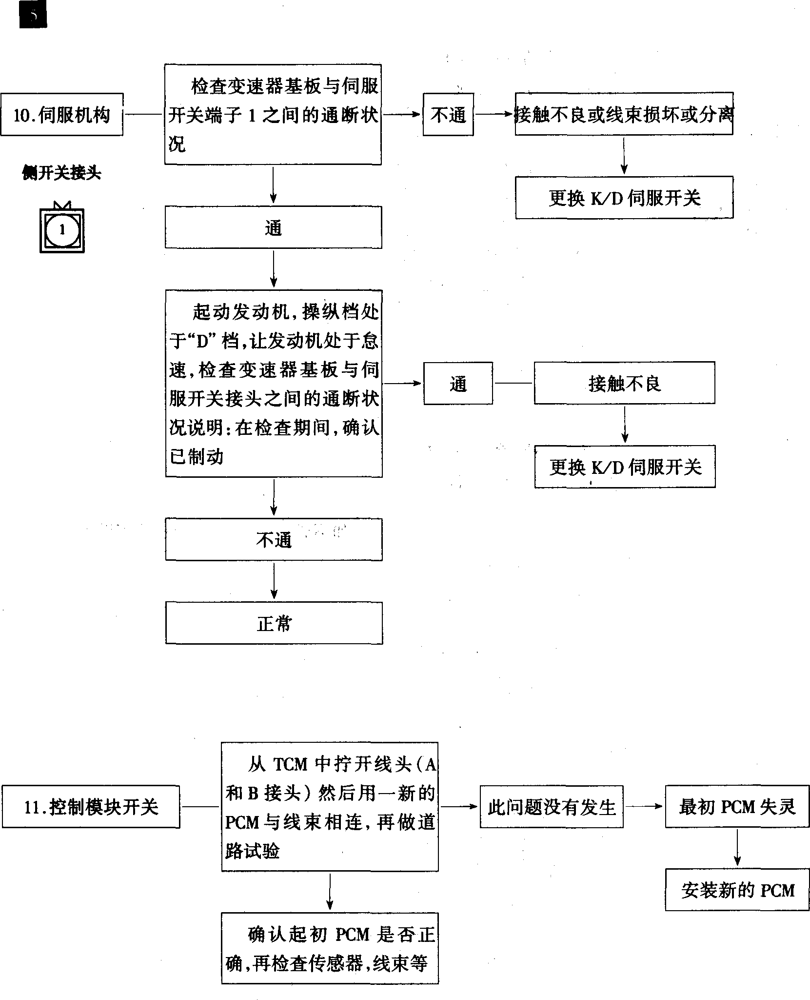 5
10.伺服机构
检查变速器基板与伺服
开关端子 1 之间的通断状
况
不通
接触不良或线束损坏或分离
更换 K/D 伺服开关
侧开关接头
1
通
起动发动机,操纵档处
于“D”档,让发动机处于怠
速,检查变速器基板与伺
服开关接头之间的通断状
况说明:在检查期间,确认
已制动
通
接触不良
更换 K/D 伺服开关
不通
正常
11.控制模块开关
从 TCM 中拧开线头(A
和 B 接头)然后用一新的
PCM 与线束相连,再做道
路试验
此问题没有发生
最初 PCM 失灵
安装新的 PCM
确认起初 PCM 是否正
确,再检查传感器,线束等